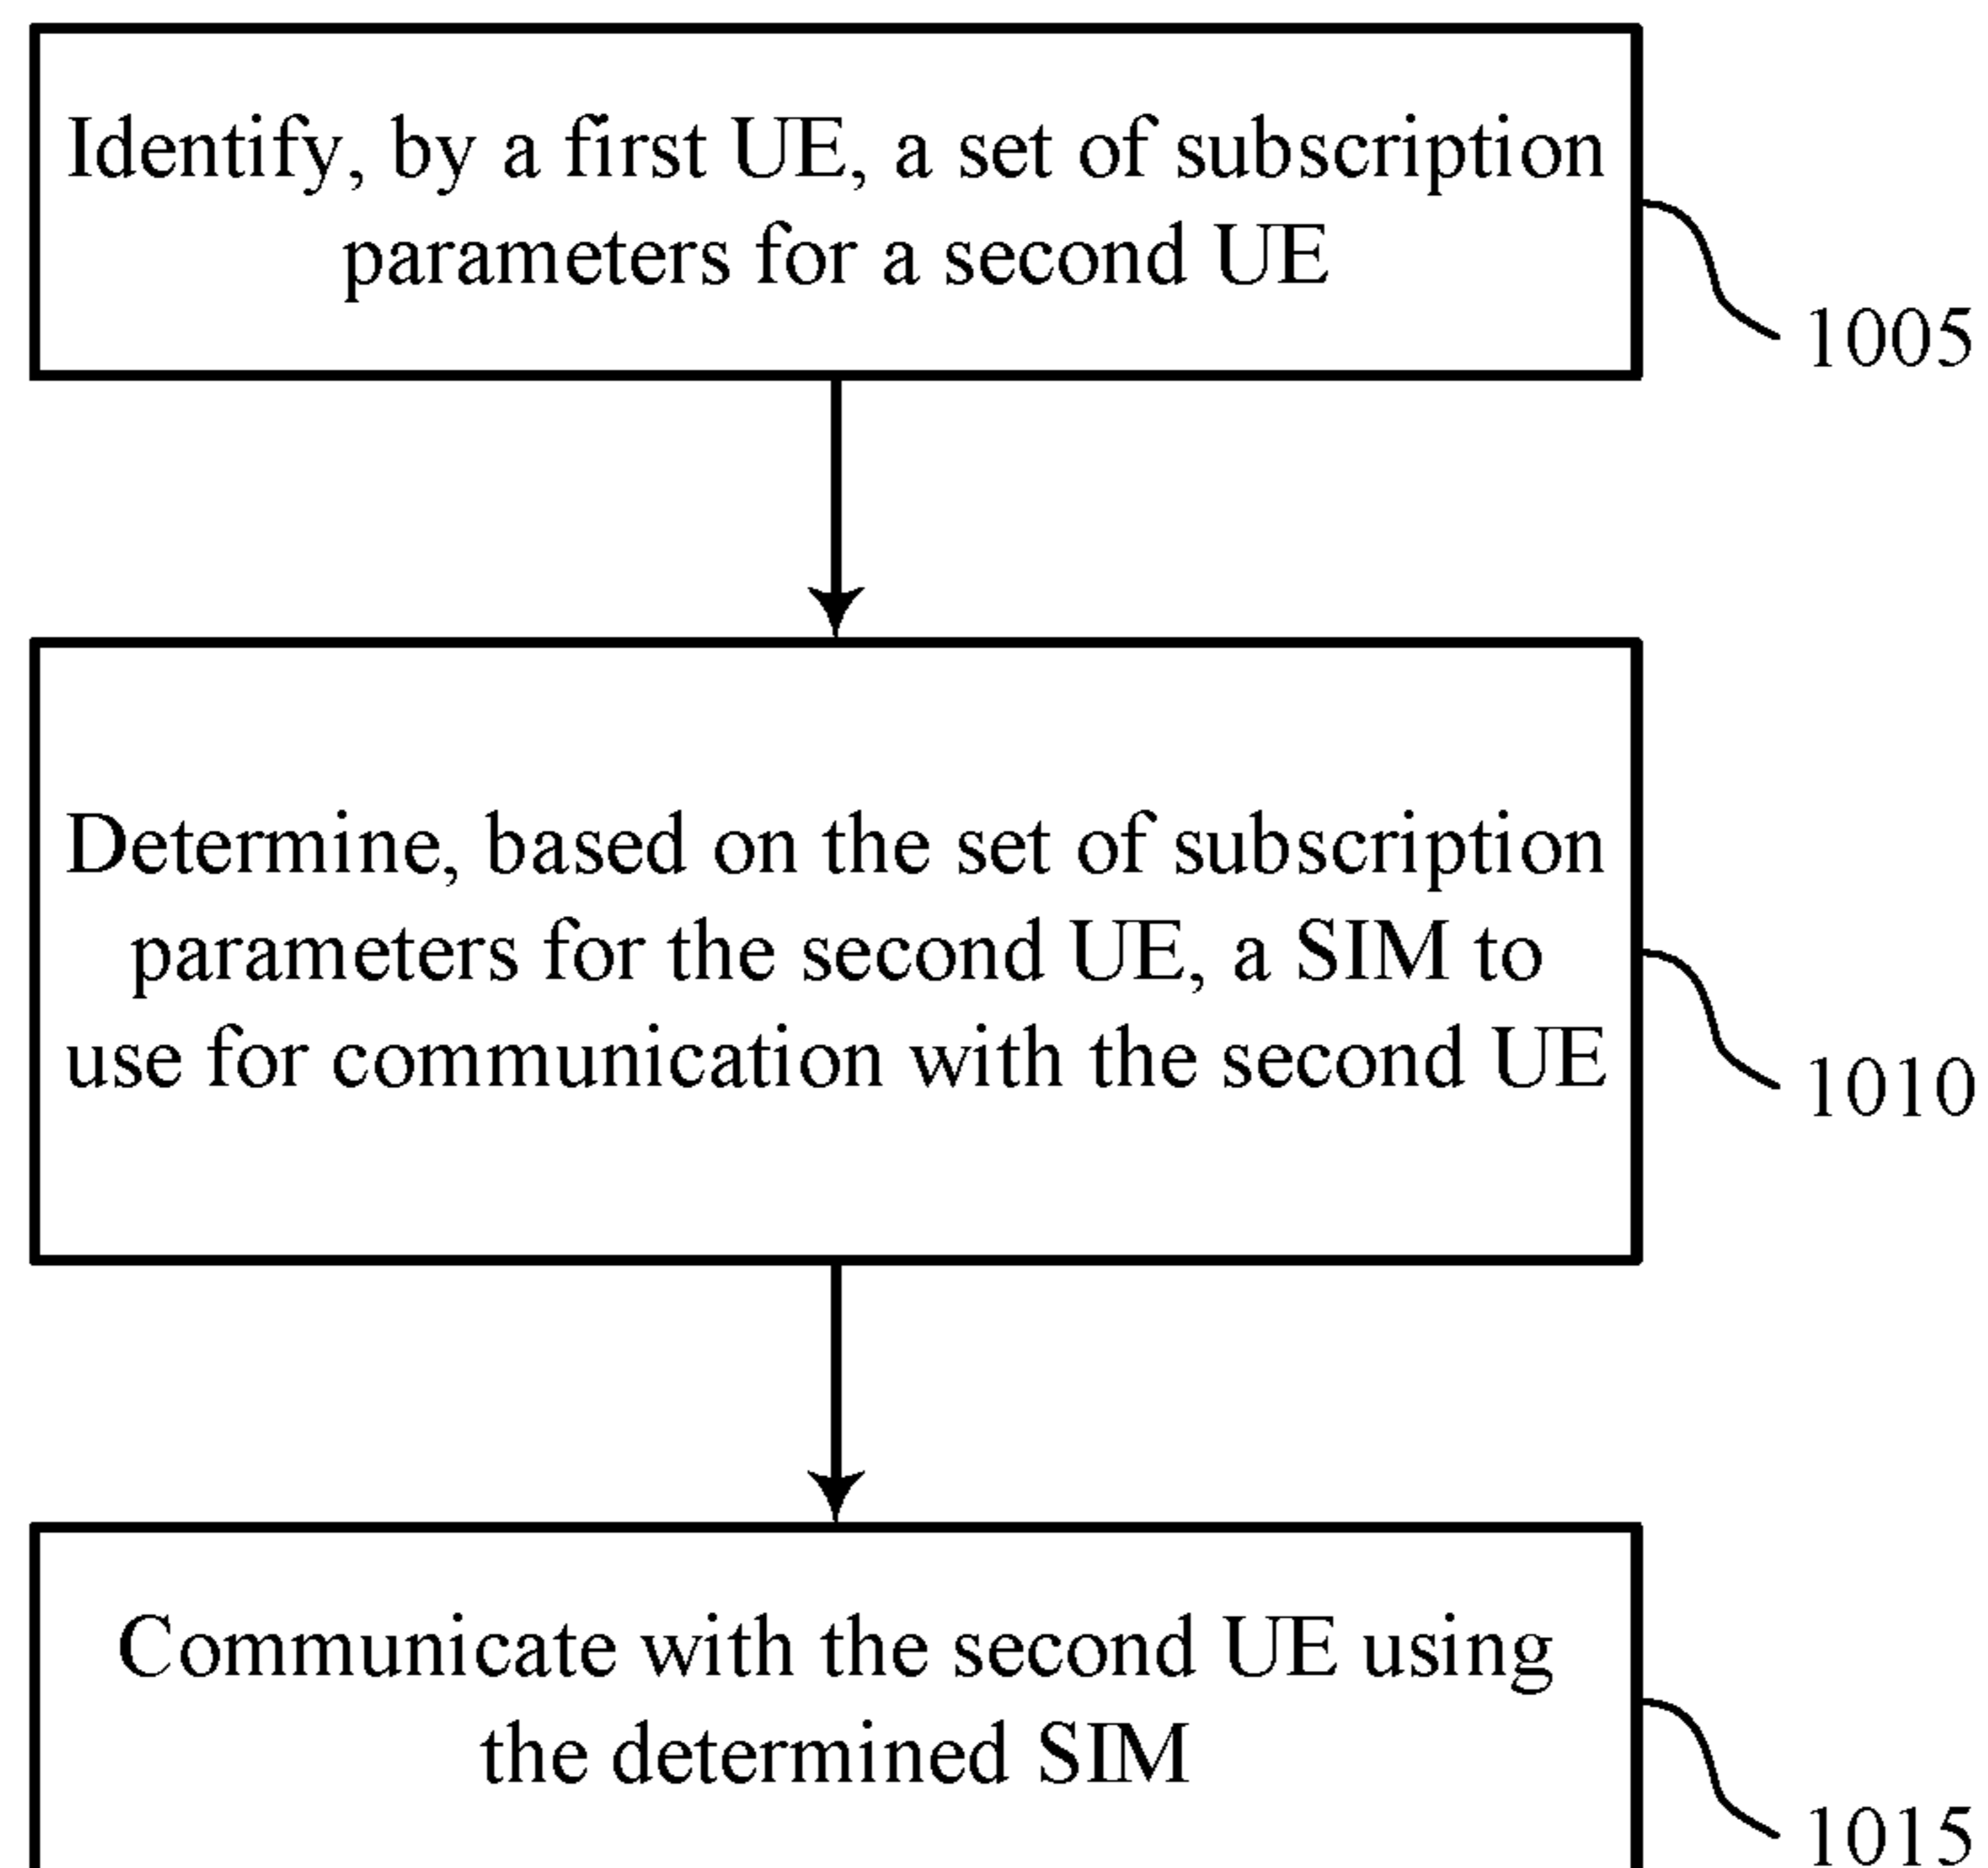 Identify, by a first UE, a set of subscription
parameters for a second UE
1005
Determine, based on the set of subscription
parameters for the second UE, a SIM to
use for communication with the second UE
1010
Communicate with the second UE using
the determined SIM
1015